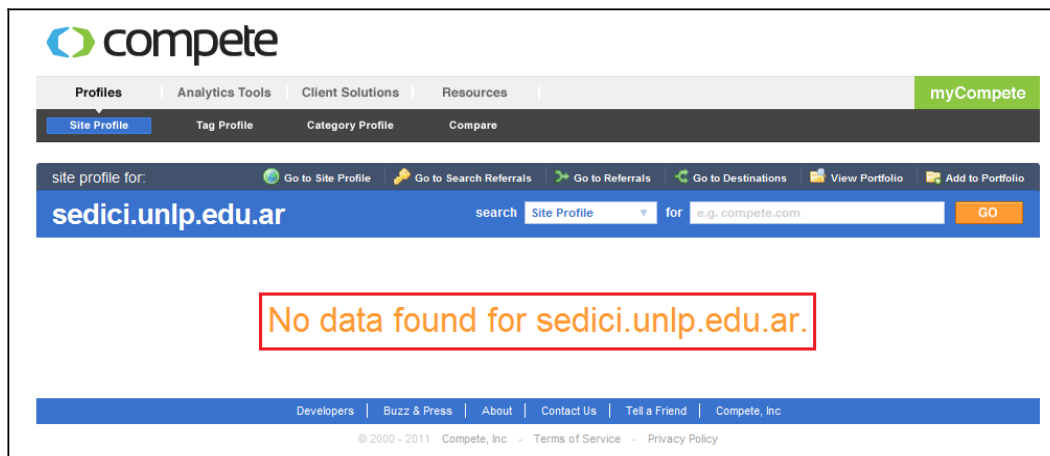 compete
Profiles Analytics Tools Client Solutions Resources myCompete
Site Profile Tag Profile Category Profile Compare
site profile for: Go to Site Profile Go to Search Referrals Go to Referrals Go to Destinations View Portfolio Add to Portfolio
sedici.unlp.edu.ar search Site Profile for e.g. compete.com GO
No data found for sedici.unlp.edu.ar.
Developers | Buzz & Press | About | Contact Us | Tell a Friend | Compete, Inc
© 2000 - 2011 Compete, Inc - Terms of Service - Privacy Policy